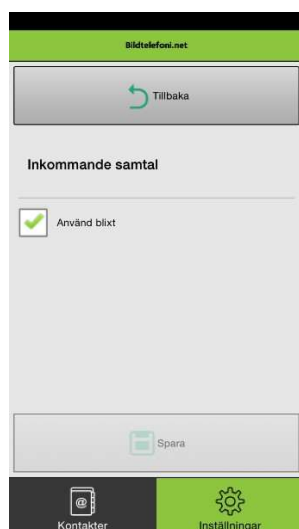 Bildtelefoni.net
Tillbaka
Inkommande samtal
Använd blixt
Spara
@
Kontakter
Inställningar